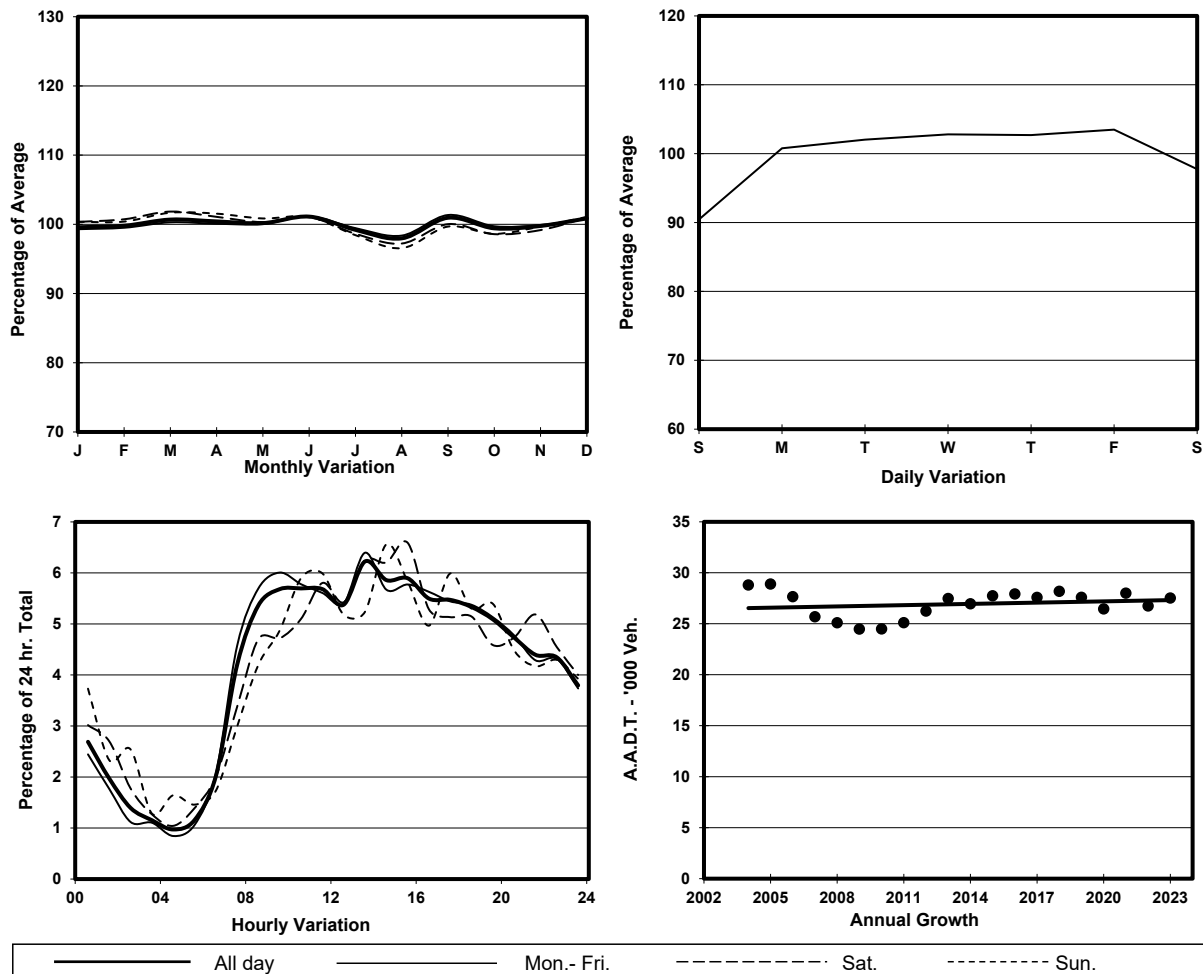 130
120
110
100
90
80
70
Percentage of Average
J F M A M J J A S O N D
Monthly Variation
120
110
100
90
80
70
60
Percentage of Average
S M T W T F S
Daily Variation
7
6
5
4
3
2
1
0
Percentage of 24 hr. Total
00 04 08 12 16 20 24
Hourly Variation
35
30
25
20
15
10
5
0
A.A.D.T. - '000 Veh.
2002 2005 2008 2011 2014 2017 2020 2023
Annual Growth
All day Mon.- Fri. Sat. Sun.